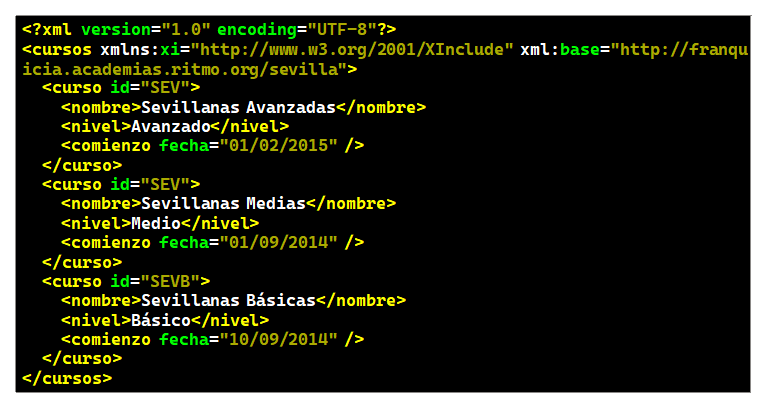 <?xml version="1.0" encoding="UTF-8"?>
<cursos xmlns:xi="http://www.w3.org/2001/XInclude" xml:base="http://franqu
icia.academias.ritmo.org/sevilla">
  <curso id="SEV">
    <nombre>Sevillanas Avanzadas</nombre>
    <nivel>Avanzado</nivel>
    <comienzo fecha="01/02/2015" />
  </curso>
  <curso id="SEV">
    <nombre>Sevillanas Medias</nombre>
    <nivel>Medio</nivel>
    <comienzo fecha="01/09/2014" />
  </curso>
  <curso id="SEVB">
    <nombre>Sevillanas Básicas</nombre>
    <nivel>Básico</nivel>
    <comienzo fecha="10/09/2014" />
  </curso>
</cursos>